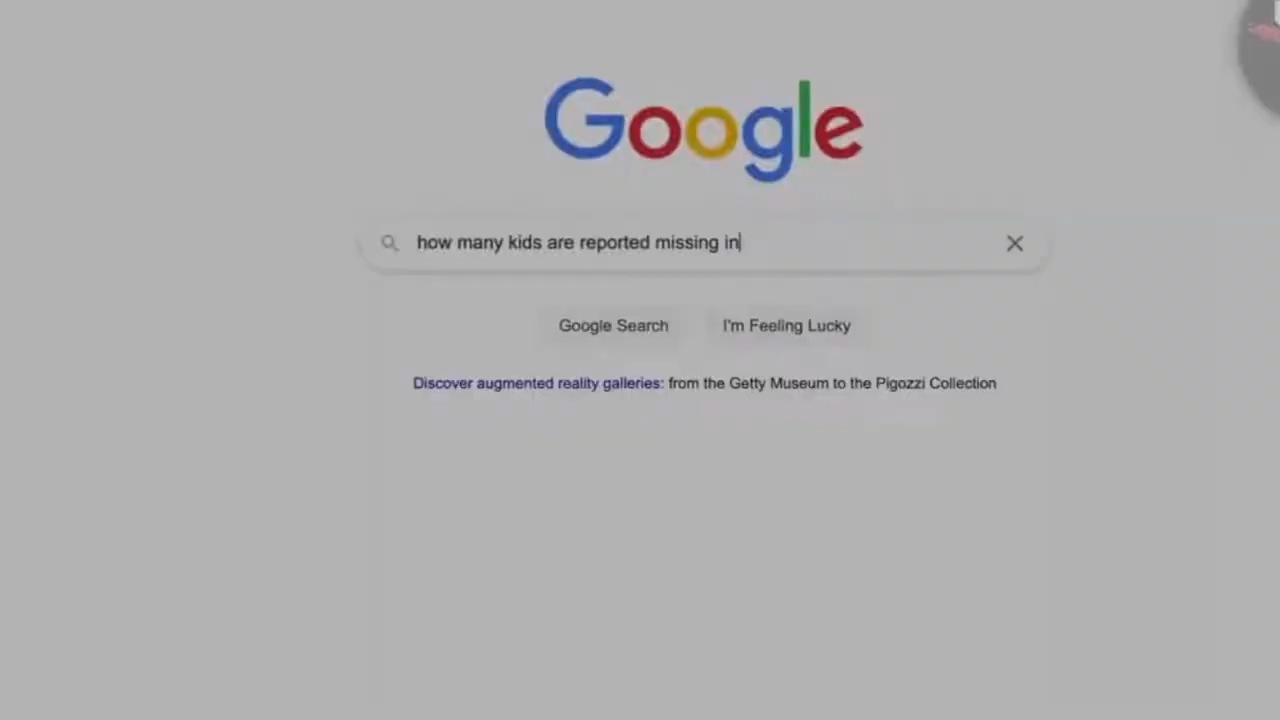 Google
how many kids are reported missing in
Google Search
I'm Feeling Lucky
Discover augmented reality galleries: from the Getty Museum to the Pigozzi Collection